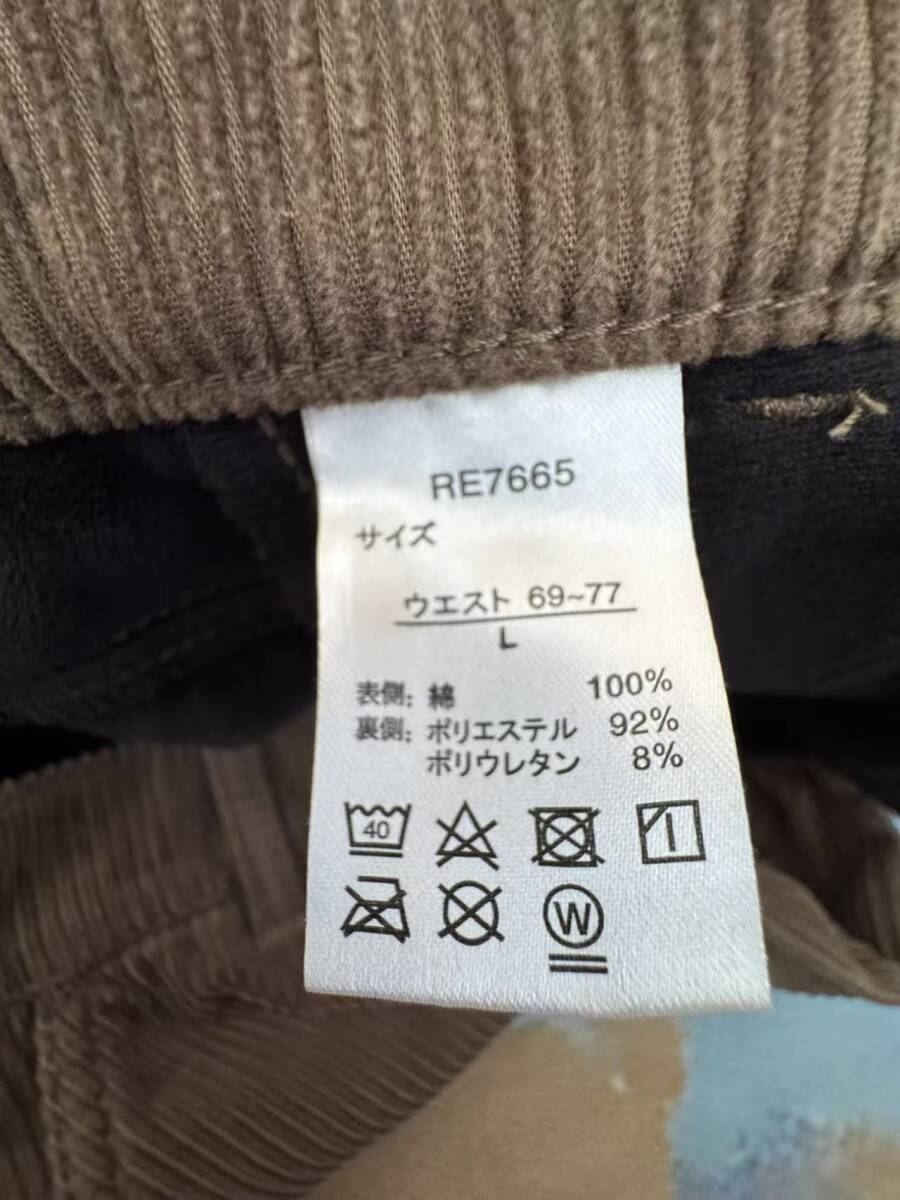 RE7665
サイズ
ウエスト 69~77
L
表側: 綿 100%
裏側: ポリエステル 92%
ポリウレタン 8%
40
W